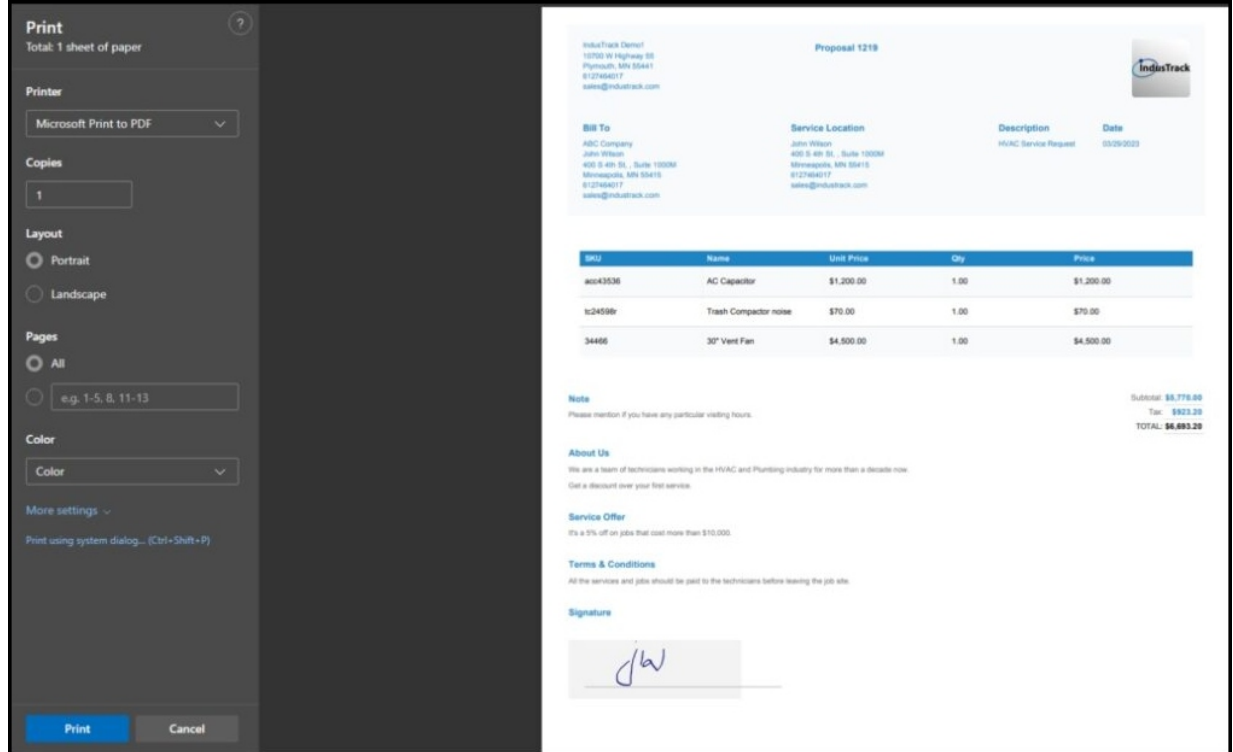 Print
Total: 1 sheet of paper
?
Printer
Microsoft Print to PDF
Copies
1
Layout
Portrait
Landscape
Pages
All
e.g. 1-5, 8, 11-13
Color
Color
More settings
Print using system dialog... (Ctrl+Shift+P)
Print Cancel
IndusTrack Demo1
10700 W Highway 55
Plymouth, MN 55441
6127464017
sales@industrack.com
Proposal 1219
IndusTrack
Bill To
ABC Company
John Wilson
400 S 4th St, , Suite 1000M
Minneapolis, MN 55415
6127464017
sales@industrack.com
Service Location
John Wilson
400 S 4th St, , Suite 1000M
Minneapolis, MN 55415
6127464017
sales@industrack.com
Description
HVAC Service Request
Date
03/29/2023
SKU Name Unit Price Qty Price
acc43536 AC Capacitor $1,200.00 1.00 $1,200.00
tc24598r Trash Compactor noise $70.00 1.00 $70.00
34466 30" Vent Fan $4,500.00 1.00 $4,500.00
Subtotal: $5,770.00
Tax: $923.20
TOTAL: $6,693.20
Note
Please mention if you have any particular visiting hours.
About Us
We are a team of technicians working in the HVAC and Plumbing industry for more than a decade now.
Get a discount over your first service.
Service Offer
It's a 5% off on jobs that cost more than $10,000.
Terms & Conditions
All the services and jobs should be paid to the technicians before leaving the job site.
Signature
JW